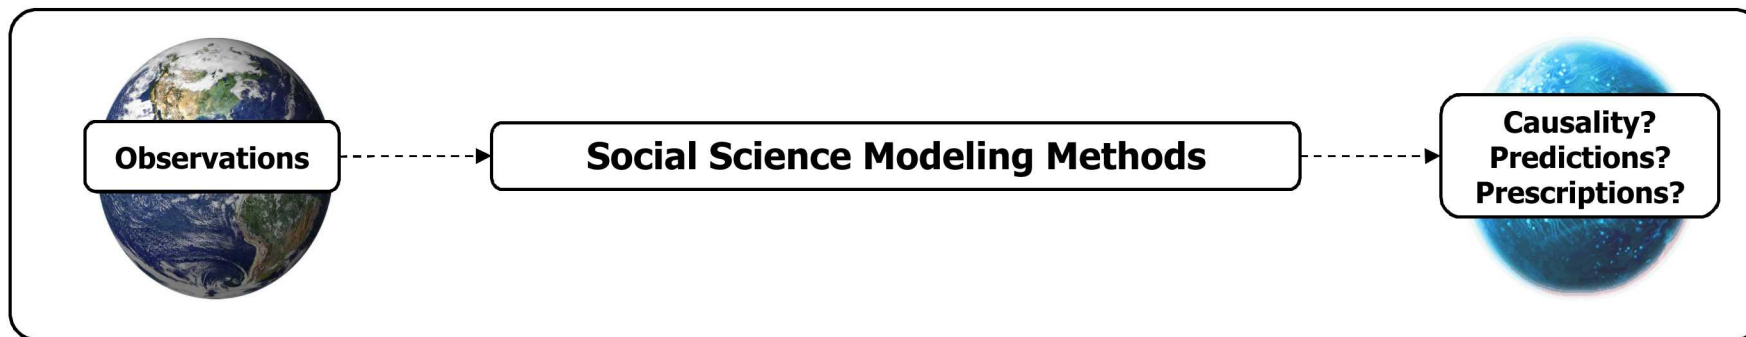 Observations
Social Science Modeling Methods
Causality?
Predictions?
Prescriptions?